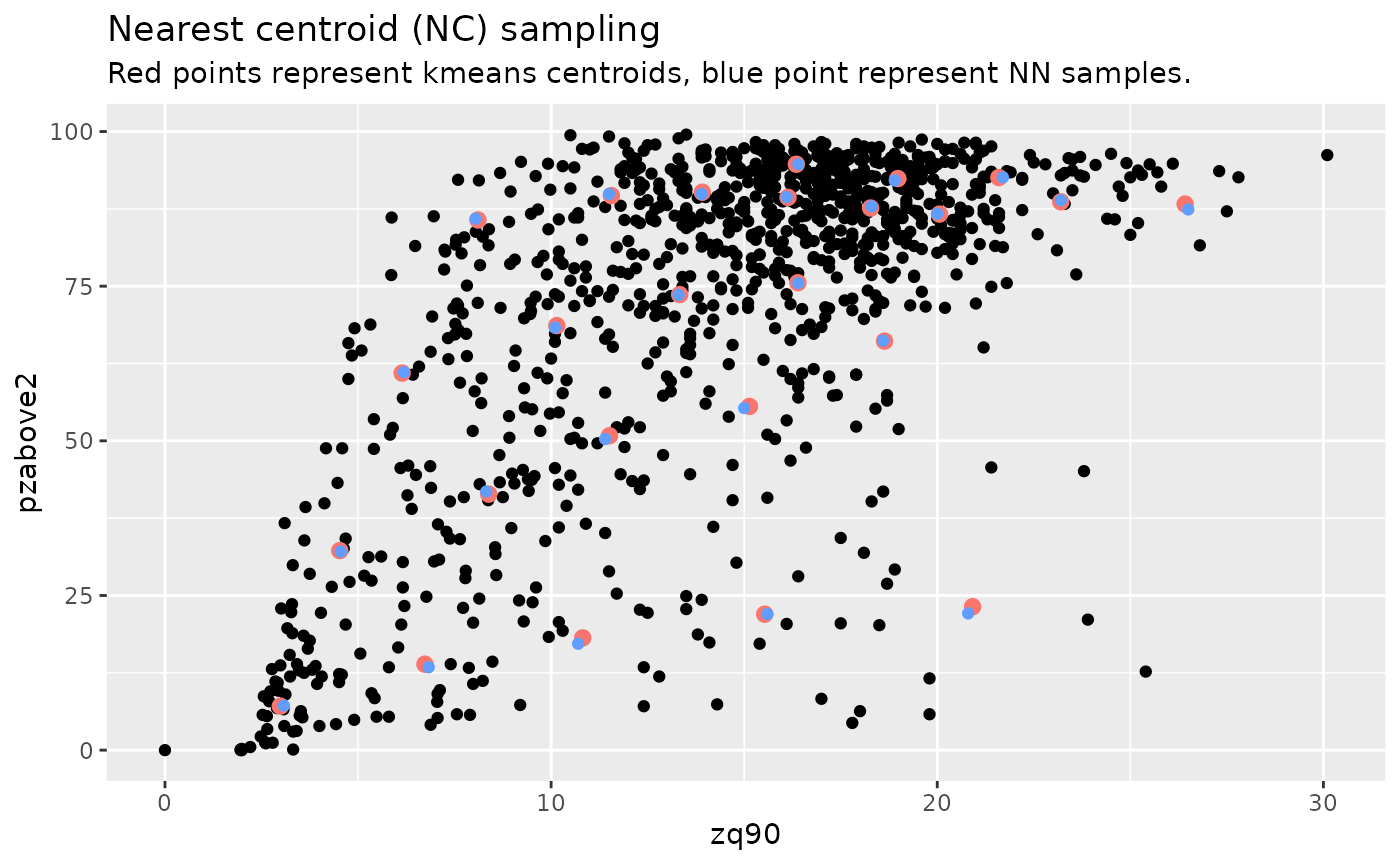 Nearest centroid (NC) sampling
Red points represent kmeans centroids, blue point represent NN samples.
100
75
50
25
0
pzabove2
0 10 20 30
zq90